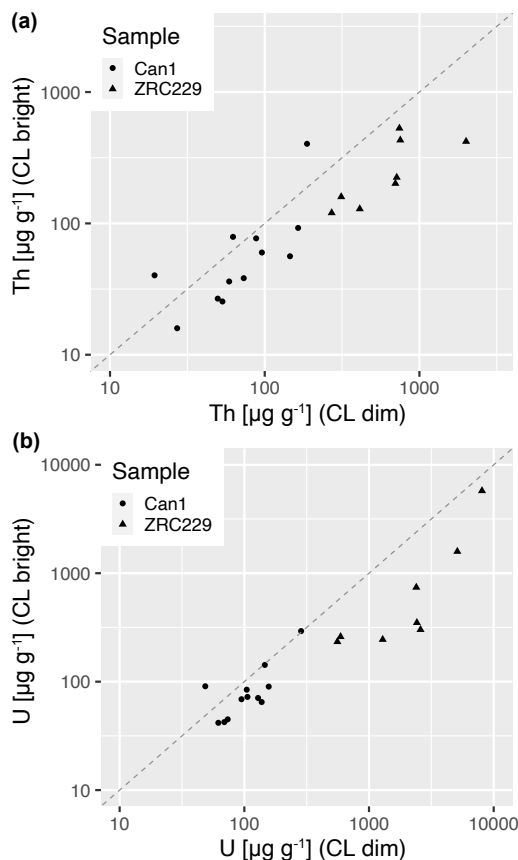 (a)
Sample
Can1
ZRC229
1000
100
10
Th [µg g⁻¹] (CL bright)
10 100 1000
Th [µg g⁻¹] (CL dim)
(b)
10000
Sample
Can1
ZRC229
1000
100
10
U [µg g⁻¹] (CL bright)
10 100 1000 10000
U [µg g⁻¹] (CL dim)